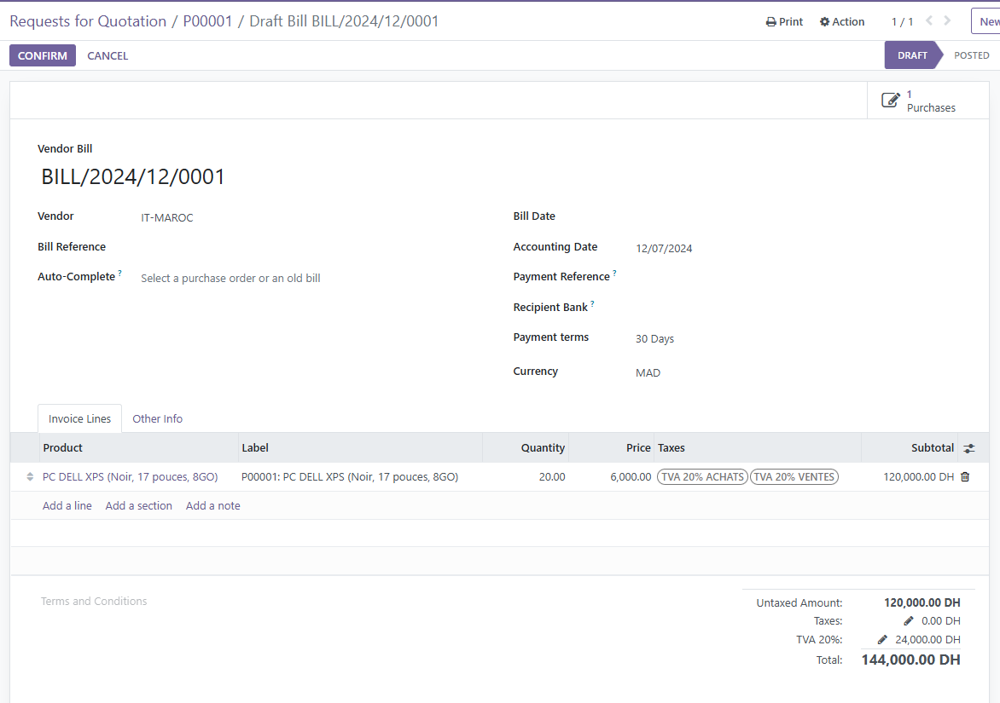 Requests for Quotation / P00001 / Draft Bill BILL/2024/12/0001
Print Action 1 / 1 New
CONFIRM CANCEL DRAFT POSTED
1
Purchases
Vendor Bill
BILL/2024/12/0001
Vendor IT-MAROC
Bill Reference
Auto-Complete ? Select a purchase order or an old bill
Bill Date
Accounting Date 12/07/2024
Payment Reference ?
Recipient Bank ?
Payment terms 30 Days
Currency MAD
Invoice Lines Other Info
Product Label Quantity Price Taxes Subtotal
PC DELL XPS (Noir, 17 pouces, 8GO) P00001: PC DELL XPS (Noir, 17 pouces, 8GO) 20.00 6,000.00 TVA 20% ACHATS TVA 20% VENTES 120,000.00 DH
Add a line Add a section Add a note
Terms and Conditions
Untaxed Amount: 120,000.00 DH
Taxes: 0.00 DH
TVA 20%: 24,000.00 DH
Total: 144,000.00 DH